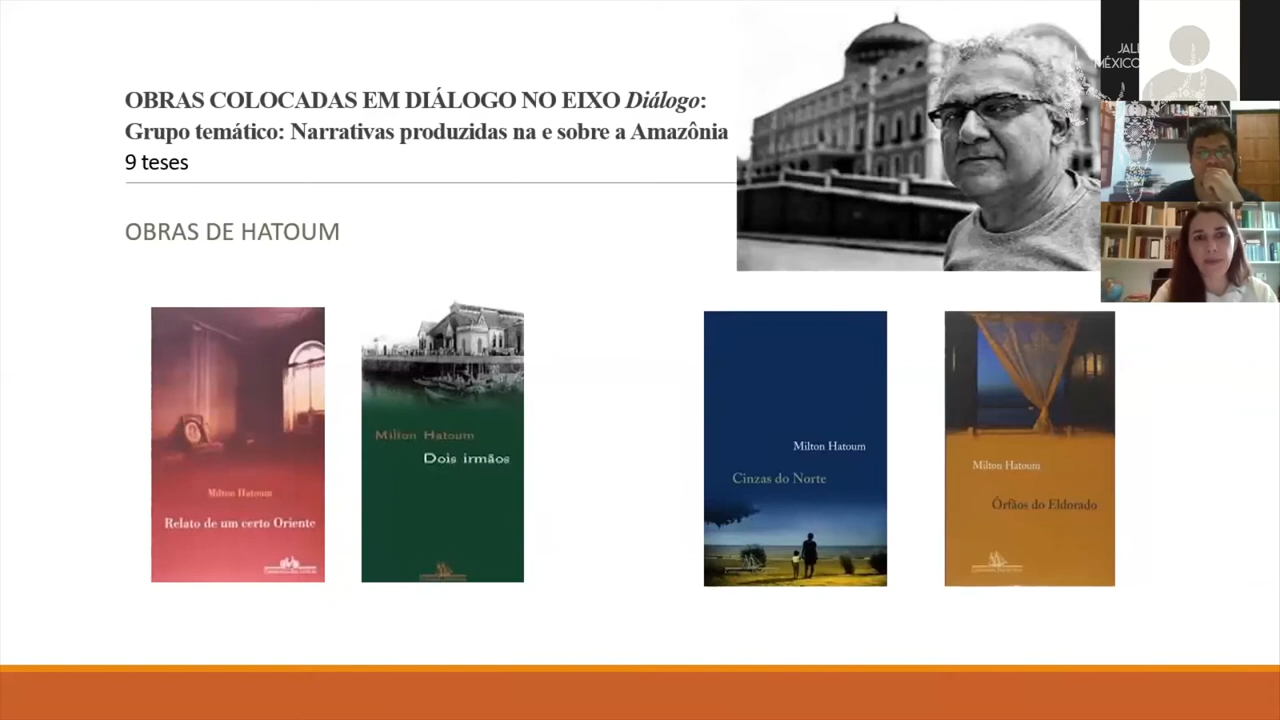 OBRAS COLOCADAS EM DIÁLOGO NO EIXO Diálogo:
Grupo temático: Narrativas produzidas na e sobre a Amazônia
9 teses
OBRAS DE HATOUM
JALL
MÉXICO
Milton Hatoum
Relato de um certo Oriente
Milton Hatoum
Dois irmãos
Milton Hatoum
Cinzas do Norte
Milton Hatoum
Órfãos do Eldorado